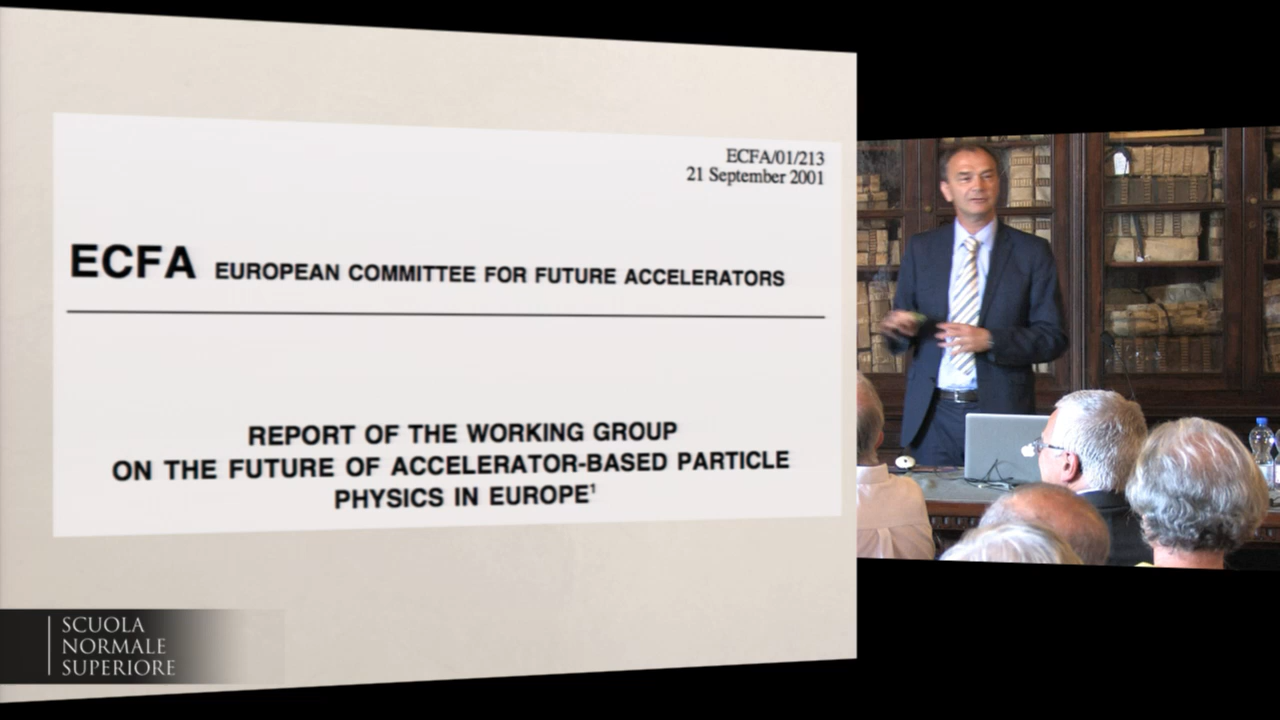 ECFA/01/213
21 September 2001
ECFA EUROPEAN COMMITTEE FOR FUTURE ACCELERATORS
REPORT OF THE WORKING GROUP
ON THE FUTURE OF ACCELERATOR-BASED PARTICLE
PHYSICS IN EUROPE¹
SCUOLA
NORMALE
SUPERIORE